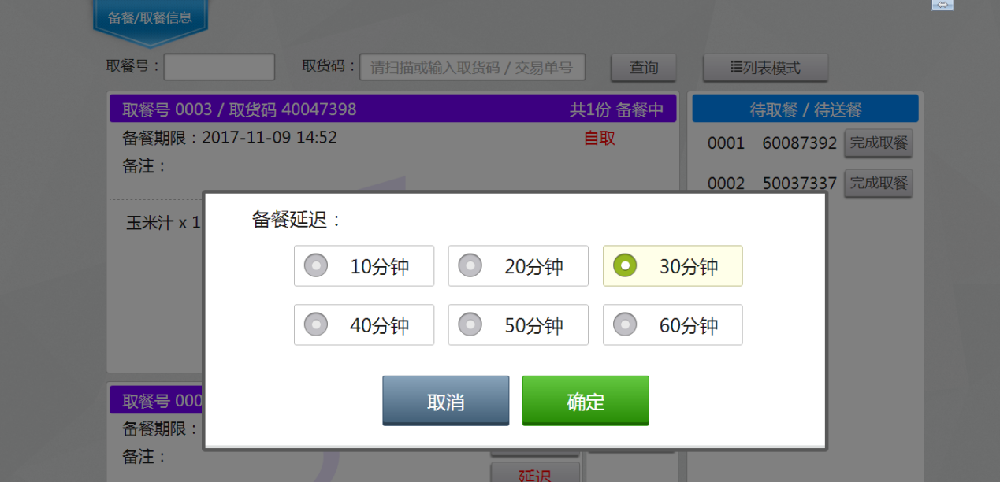 备餐/取餐信息
取餐号： 取货码： 请扫描或输入取货码 / 交易单号 查询 列表模式
取餐号 0003 / 取货码 40047398 共1份 备餐中
待取餐 / 待送餐
备餐期限：2017-11-09 14:52 自取
0001 60087392 完成取餐
备注：
0002 50037337 完成取餐
玉米汁 x 1
备餐延迟：
10分钟 20分钟 30分钟
40分钟 50分钟 60分钟
取消 确定
取餐号 000
备餐期限：
备注：
延迟